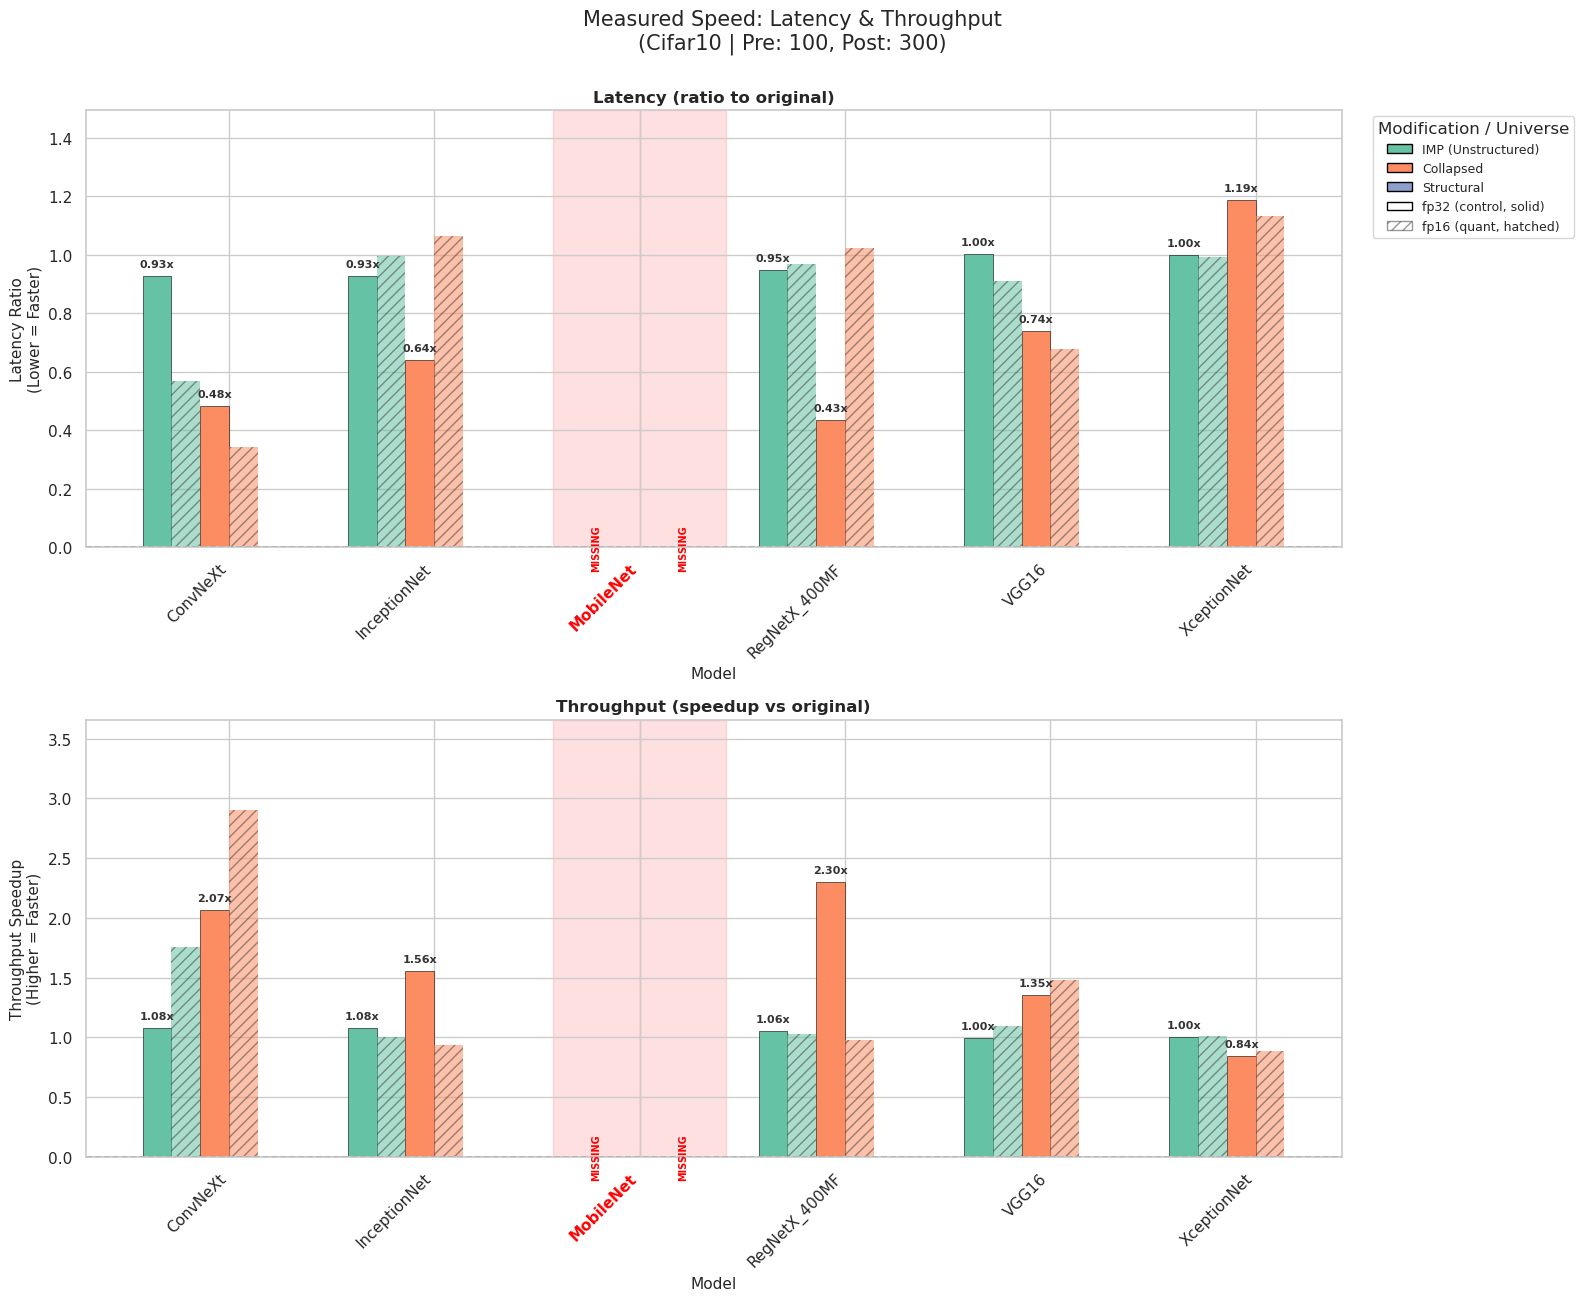 Measured Speed: Latency & Throughput
(Cifar10 | Pre: 100, Post: 300)
Latency (ratio to original)
Latency Ratio
(Lower = Faster)
1.4
1.2
1.0
0.8
0.6
0.4
0.2
0.0
0.93x
0.48x
0.93x
0.64x
MISSING
MISSING
0.95x
0.43x
1.00x
0.74x
1.00x
1.19x
ConvNeXt
InceptionNet
MobileNet
RegNetX_400MF
VGG16
XceptionNet
Model
Modification / Universe
IMP (Unstructured)
Collapsed
Structural
fp32 (control, solid)
fp16 (quant, hatched)
Throughput (speedup vs original)
Throughput Speedup
(Higher = Faster)
3.5
3.0
2.5
2.0
1.5
1.0
0.5
0.0
1.08x
2.07x
1.08x
1.56x
MISSING
MISSING
1.06x
2.30x
1.00x
1.35x
1.00x
0.84x
ConvNeXt
InceptionNet
MobileNet
RegNetX_400MF
VGG16
XceptionNet
Model